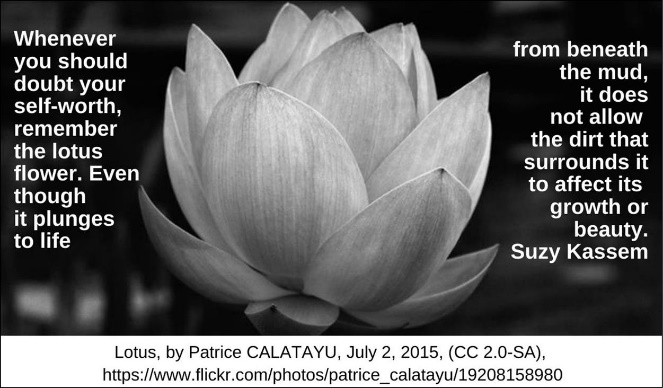 Whenever
you should
doubt your
self-worth,
remember
the lotus
flower. Even
though
it plunges
to life
from beneath
the mud,
it does
not allow
the dirt that
surrounds it
to affect its
growth or
beauty.
Suzy Kassem
Lotus, by Patrice CALATAYU, July 2, 2015, (CC 2.0-SA),
https://www.flickr.com/photos/patrice_calatayu/19208158980